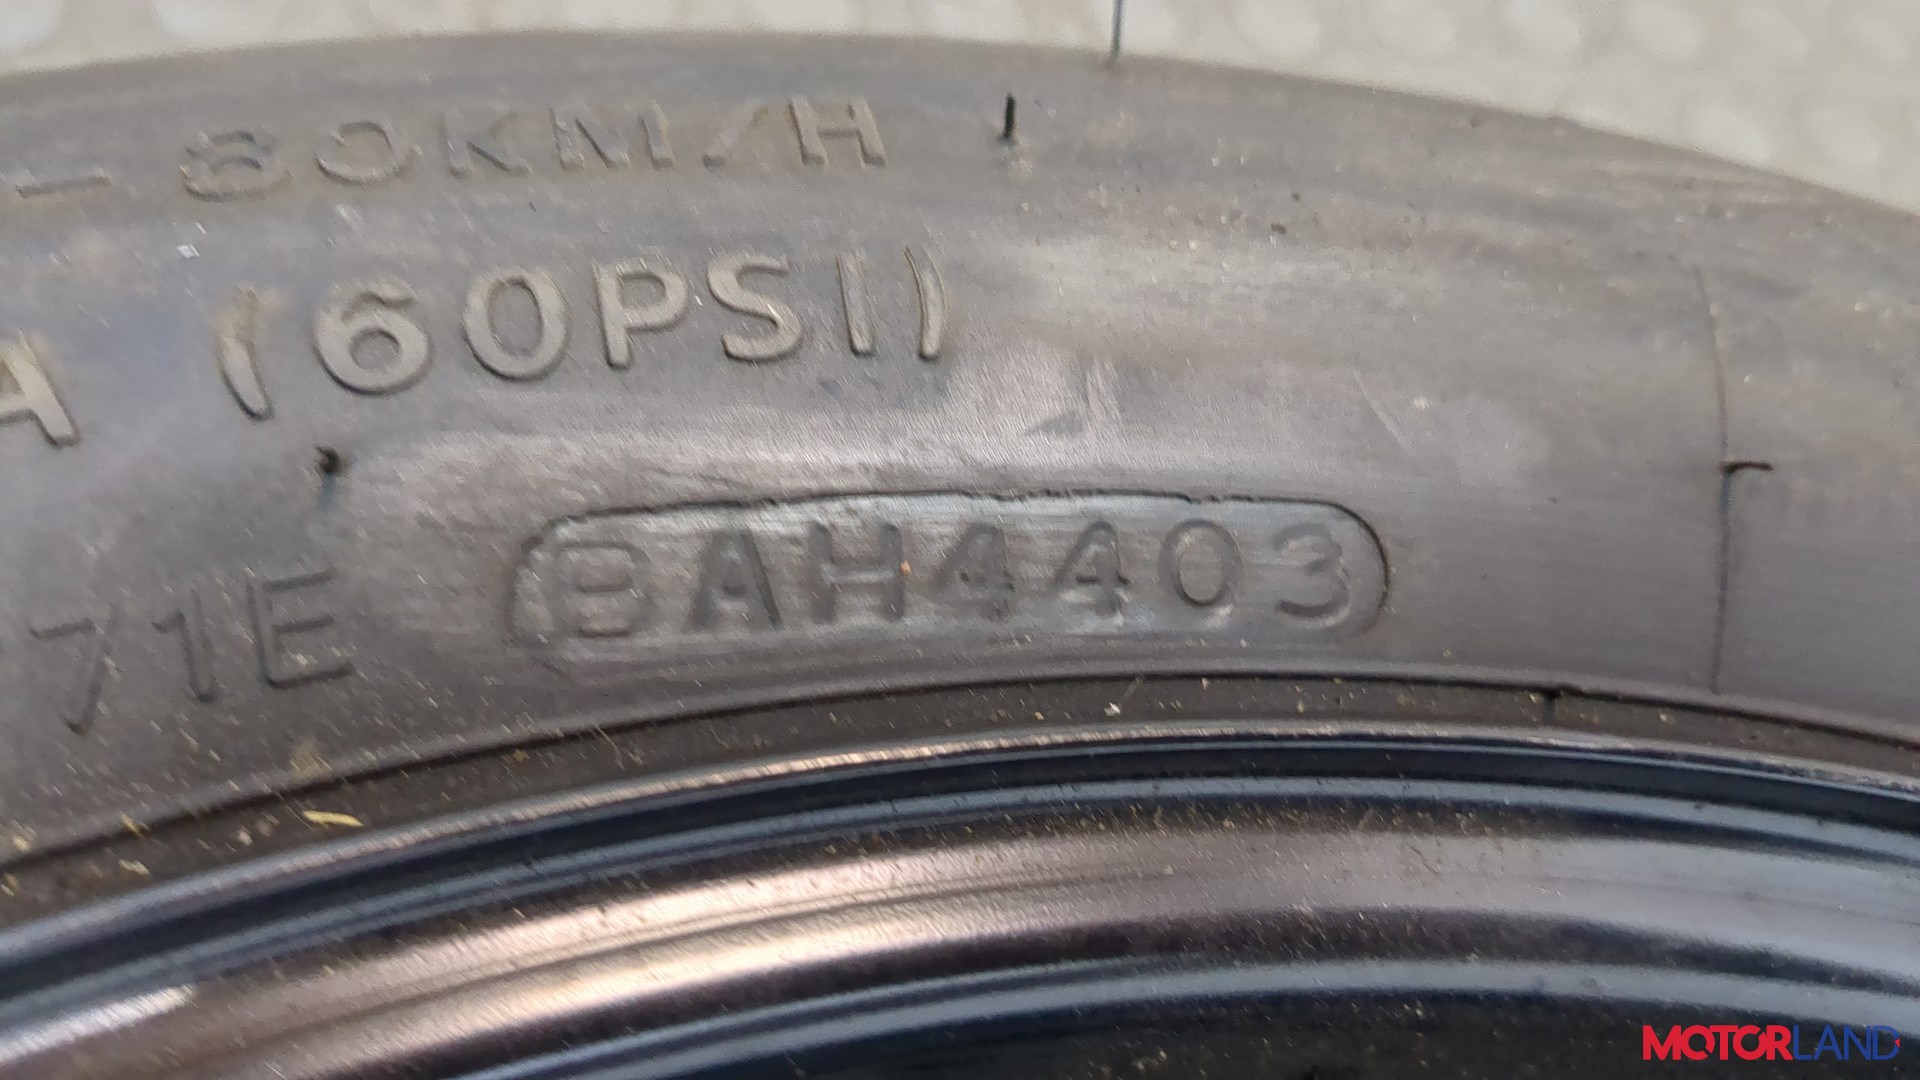 - 80KM/H
A (60PSI)
71E
BAH4403
MOTORLAND